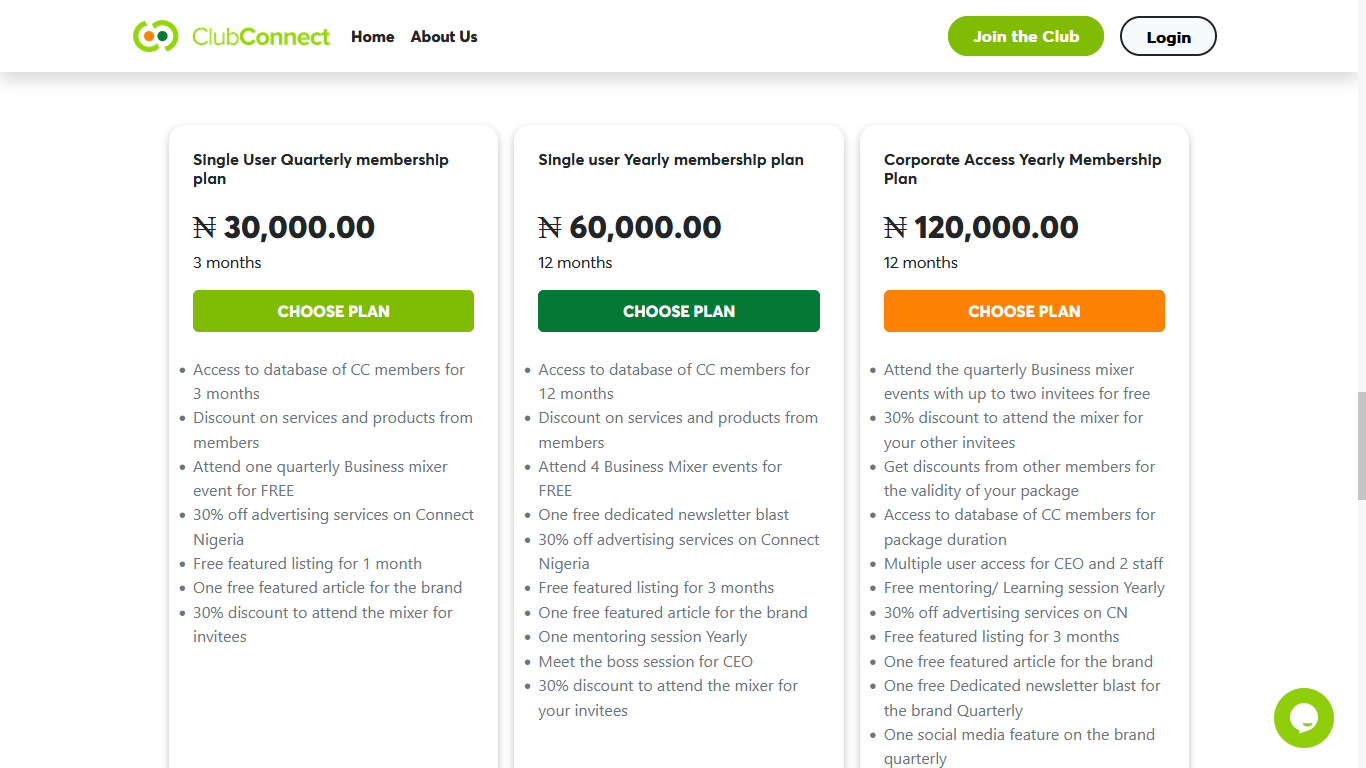 ClubConnect Home About Us Join the Club Login
Single User Quarterly membership
plan
₦ 30,000.00
3 months
CHOOSE PLAN
• Access to database of CC members for
3 months
• Discount on services and products from
members
• Attend one quarterly Business mixer
event for FREE
• 30% off advertising services on Connect
Nigeria
• Free featured listing for 1 month
• One free featured article for the brand
• 30% discount to attend the mixer for
invitees
Single user Yearly membership plan
₦ 60,000.00
12 months
CHOOSE PLAN
• Access to database of CC members for
12 months
• Discount on services and products from
members
• Attend 4 Business Mixer events for
FREE
• One free dedicated newsletter blast
• 30% off advertising services on Connect
Nigeria
• Free featured listing for 3 months
• One free featured article for the brand
• One mentoring session Yearly
• Meet the boss session for CEO
• 30% discount to attend the mixer for
your invitees
Corporate Access Yearly Membership
Plan
₦ 120,000.00
12 months
CHOOSE PLAN
• Attend the quarterly Business mixer
events with up to two invitees for free
• 30% discount to attend the mixer for
your other invitees
• Get discounts from other members for
the validity of your package
• Access to database of CC members for
package duration
• Multiple user access for CEO and 2 staff
• Free mentoring/ Learning session Yearly
• 30% off advertising services on CN
• Free featured listing for 3 months
• One free featured article for the brand
• One free Dedicated newsletter blast for
the brand Quarterly
• One social media feature on the brand
quarterly